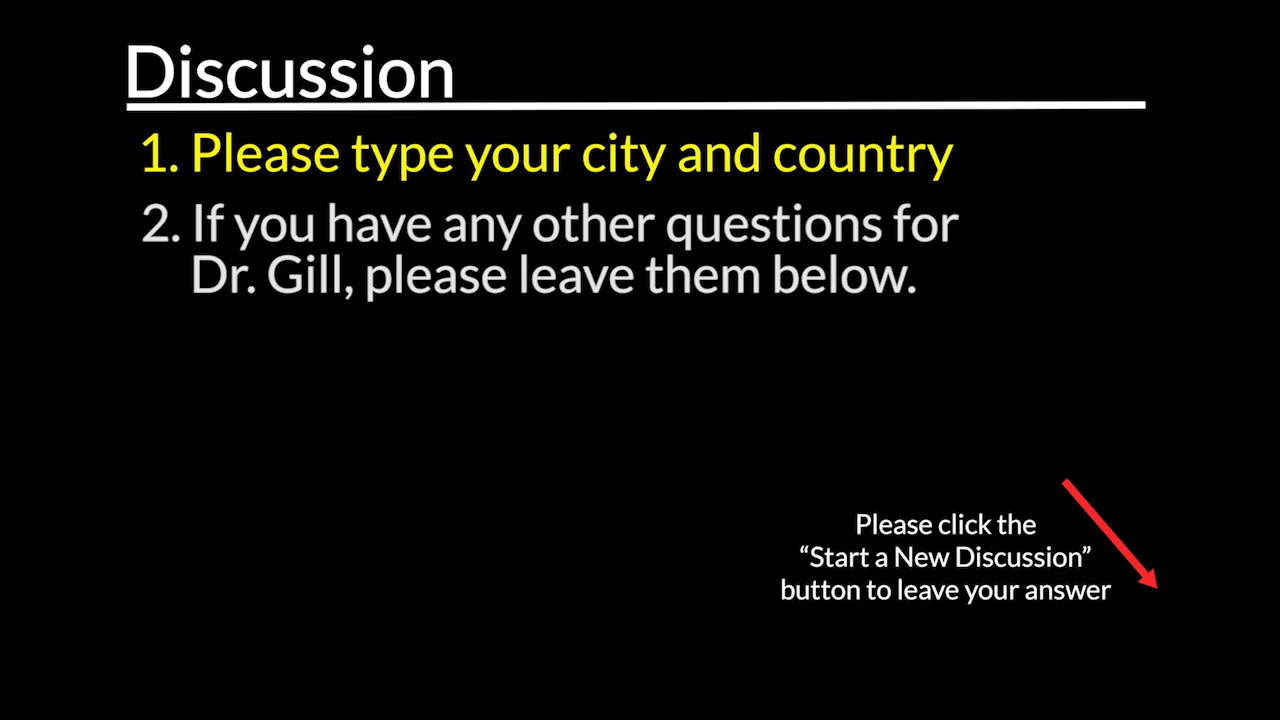 Discussion
1. Please type your city and country
2. If you have any other questions for
Dr. Gill, please leave them below.
Please click the
“Start a New Discussion”
button to leave your answer